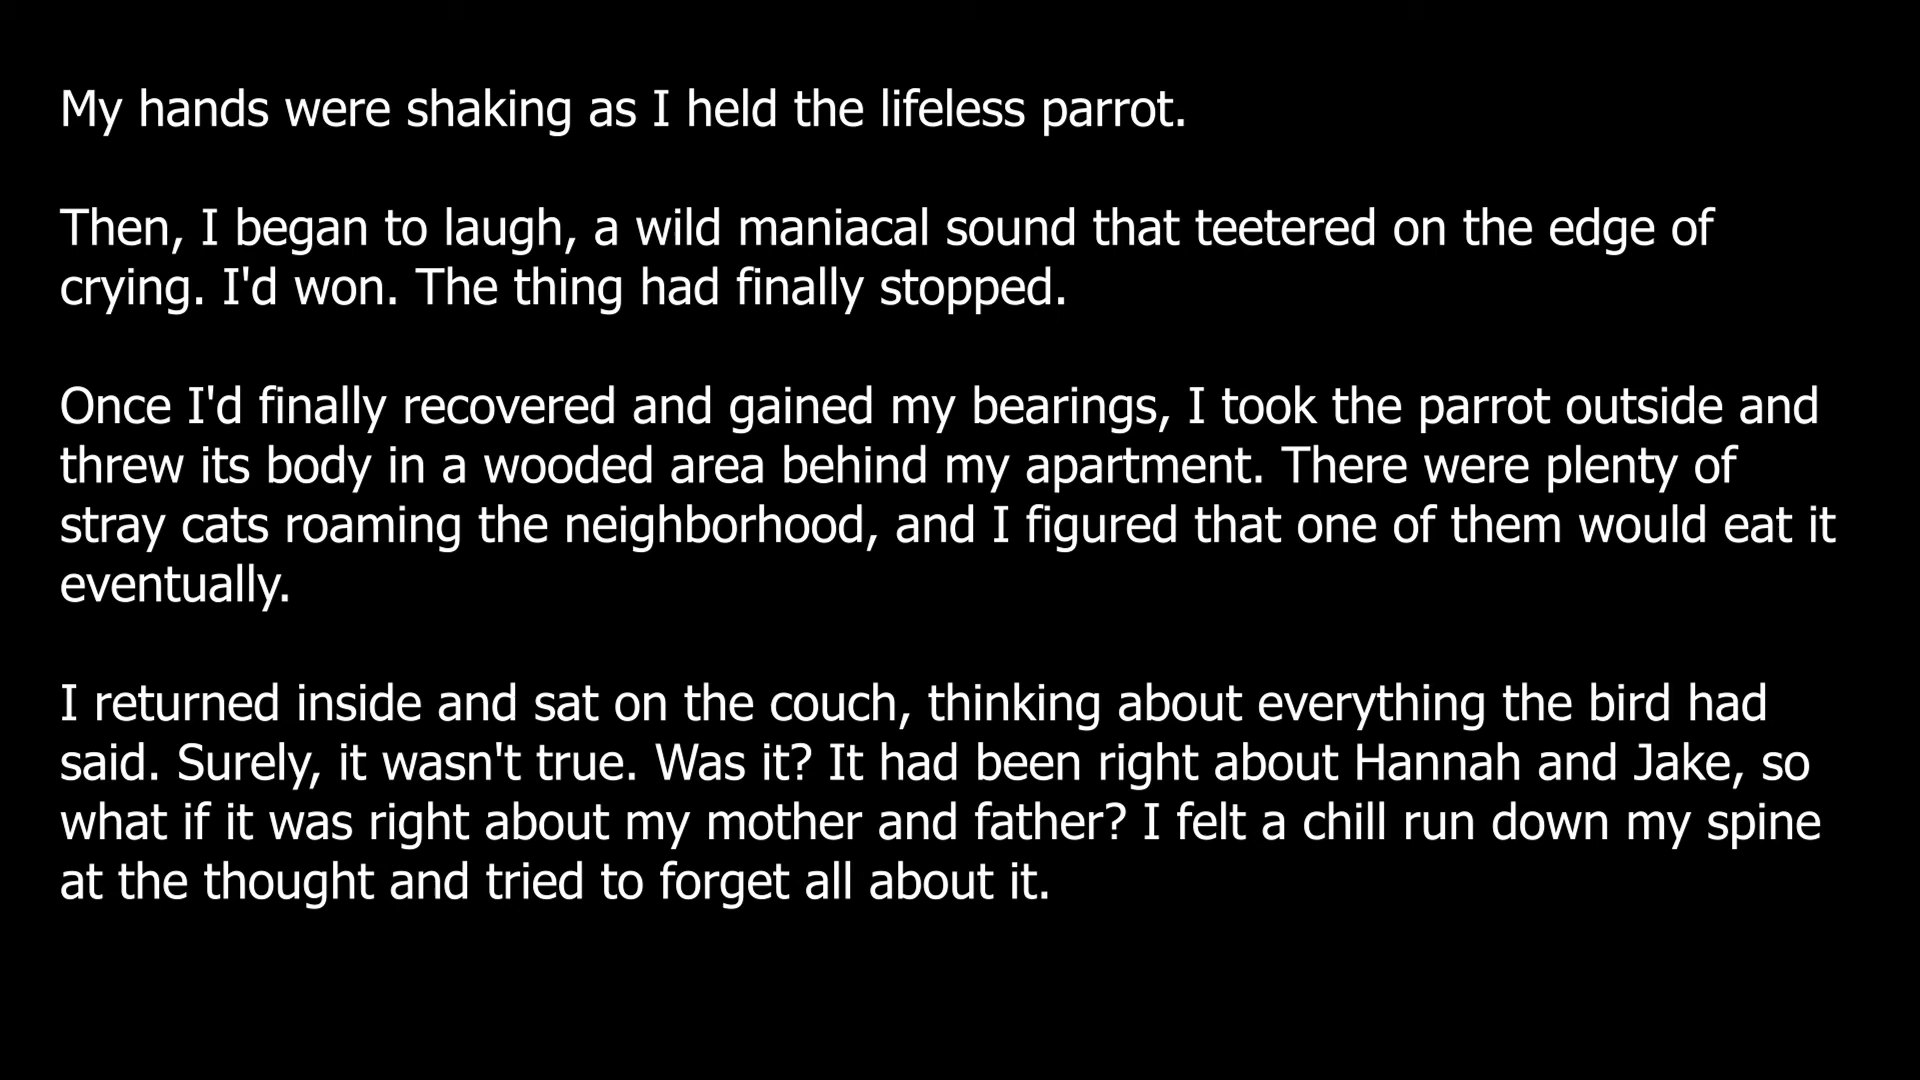 My hands were shaking as I held the lifeless parrot.
Then, I began to laugh, a wild maniacal sound that teetered on the edge of
crying. I'd won. The thing had finally stopped.
Once I'd finally recovered and gained my bearings, I took the parrot outside and
threw its body in a wooded area behind my apartment. There were plenty of
stray cats roaming the neighborhood, and I figured that one of them would eat it
eventually.
I returned inside and sat on the couch, thinking about everything the bird had
said. Surely, it wasn't true. Was it? It had been right about Hannah and Jake, so
what if it was right about my mother and father? I felt a chill run down my spine
at the thought and tried to forget all about it.